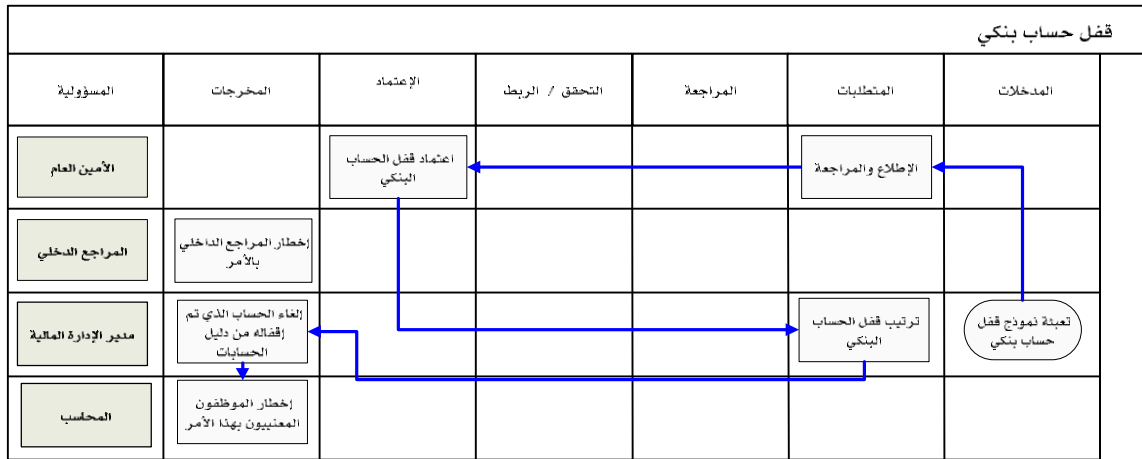 قفل حساب بنكي
المدخلات
المتطلبات
المراجعة
التحقق / الربط
الإعتماد
المخرجات
المسؤولية
الإطلاع والمراجعة
اعتماد قفل الحساب
البنكي
الأمين العام
إخطار المراجع الداخلي
بالأمر
المراجع الدخلي
تعبئة نموذج قفل
حساب بنكي
ترتيب قفل الحساب
البنكي
إلغاء الحساب الذي تم
إقفاله من دليل
الحسابات
مدير الإدارة المالية
إخطار الموظفون
المعنييون بهذا الأمر
المحاسب